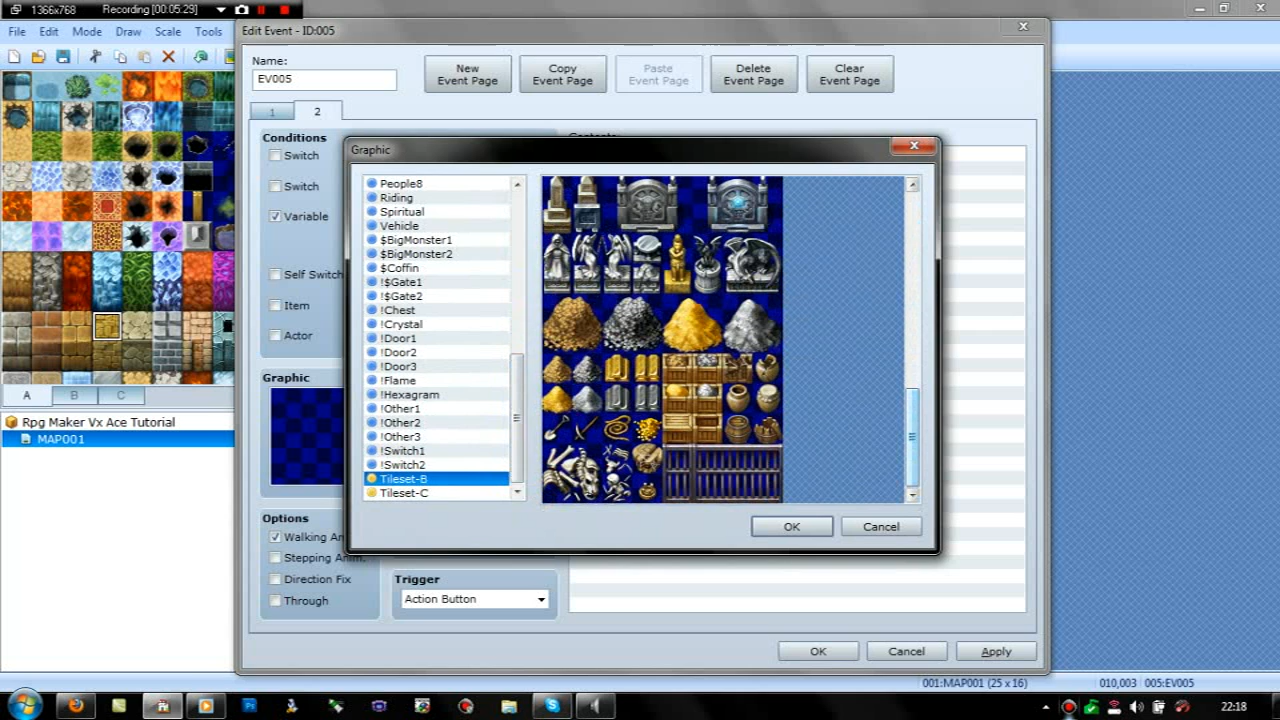 1366x768 Recording [00:05:29]
Edit Event - ID:005
File Edit Mode Draw Scale Tools
Name:
EV005
New Event Page
Copy Event Page
Paste Event Page
Delete Event Page
Clear Event Page
1 2
Conditions
Switch
Switch
Variable
Self Switch
Item
Actor
Graphic
Options
Walking An
Stepping Anim.
Direction Fix
Through
Trigger
Action Button
Contents:
Graphic
People8
Riding
Spiritual
Vehicle
$BigMonster1
$BigMonster2
$Coffin
!$Gate1
!$Gate2
!Chest
!Crystal
!Door1
!Door2
!Door3
!Flame
!Hexagram
!Other1
!Other2
!Other3
!Switch1
!Switch2
Tileset-B
Tileset-C
OK Cancel
OK Cancel Apply
A B C
Rpg Maker Vx Ace Tutorial
MAP001
001:MAP001 (25 x 16) 010,003 005:EV005
22:18